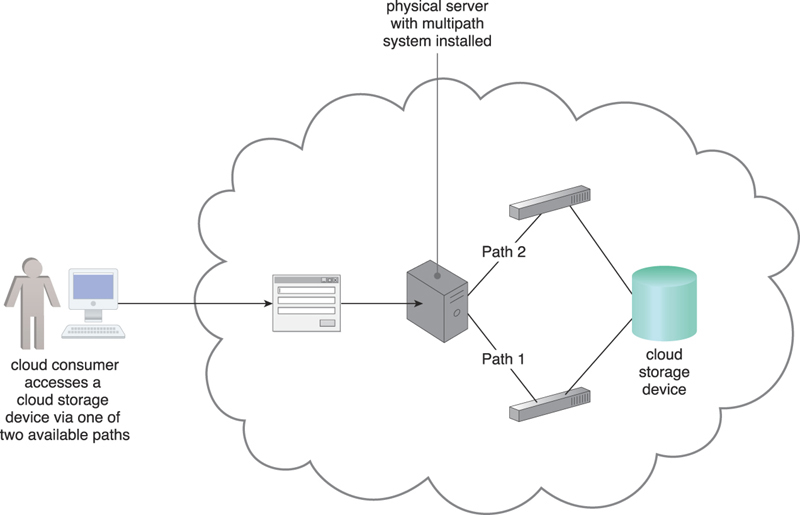 physical server
with multipath
system installed
Path 2
Path 1
cloud consumer
accesses a
cloud storage
device via one of
two available paths
cloud
storage
device